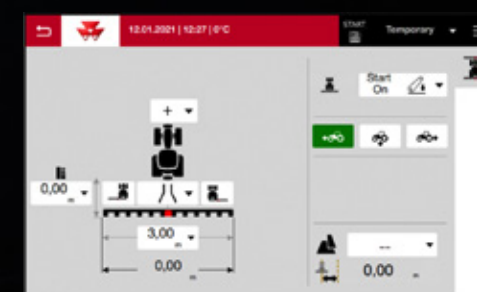 12.01.2021 | 12:27 | 0°C
START
Temporary
Start
On
+
0,00
3,00 m
0,00 m
--
0,00